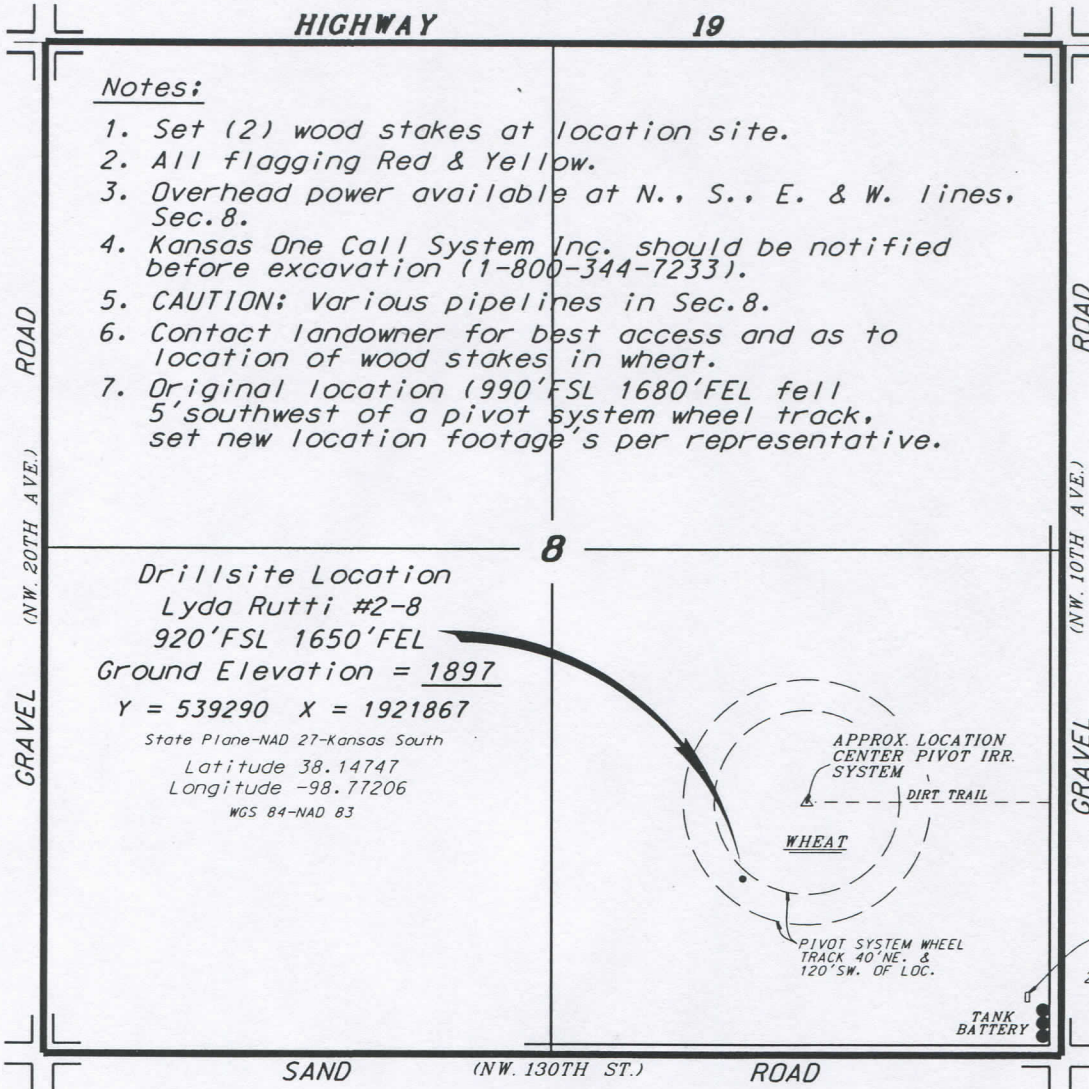 HIGHWAY 19
Notes:
1. Set (2) wood stakes at location site.
2. All flagging Red & Yellow.
3. Overhead power available at N., S., E. & W. lines,
Sec.8.
4. Kansas One Call System Inc. should be notified
before excavation (1-800-344-7233).
5. CAUTION: Various pipelines in Sec.8.
6. Contact landowner for best access and as to
location of wood stakes in wheat.
7. Original location (990'FSL 1680'FEL fell
5'southwest of a pivot system wheel track,
set new location footage's per representative.
GRAVEL (NW. 20TH AVE.) ROAD
GRAVEL (NW. 10TH AVE.) ROAD
8
Drillsite Location
Lyda Rutti #2-8
920'FSL 1650'FEL
Ground Elevation = 1897
Y = 539290 X = 1921867
State Plane-NAD 27-Kansas South
Latitude 38.14747
Longitude -98.77206
WGS 84-NAD 83
APPROX. LOCATION
CENTER PIVOT IRR.
SYSTEM
DIRT TRAIL
WHEAT
PIVOT SYSTEM WHEEL
TRACK 40'NE. &
120'SW. OF LOC.
TANK
BATTERY
SAND (NW. 130TH ST.) ROAD